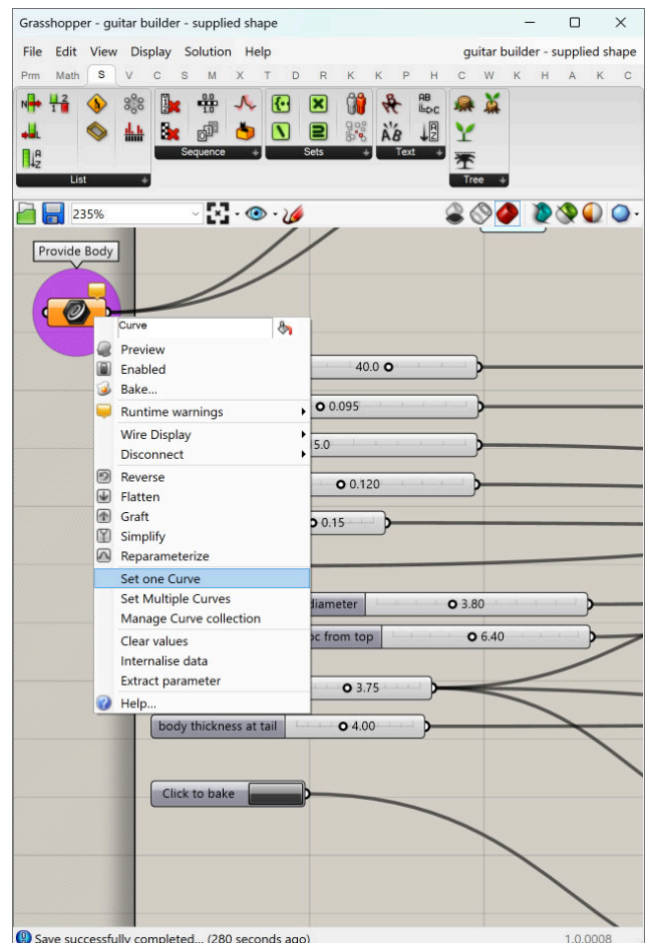 Grasshopper - guitar builder - supplied shape
File Edit View Display Solution Help guitar builder - supplied shape
Prm Math S V C S M X T D R K K P H C W K H A K C
List Sequence Sets Text Tree
235%
Provide Body
Curve
Preview
Enabled
Bake...
Runtime warnings
Wire Display
Disconnect
Reverse
Flatten
Graft
Simplify
Reparameterize
Set one Curve
Set Multiple Curves
Manage Curve collection
Clear values
Internalise data
Extract parameter
Help...
40.0
0.095
5.0
0.120
0.15
diameter 3.80
from top 6.40
3.75
body thickness at tail 4.00
Click to bake
Save successfully completed... (280 seconds ago) 1.0.0008